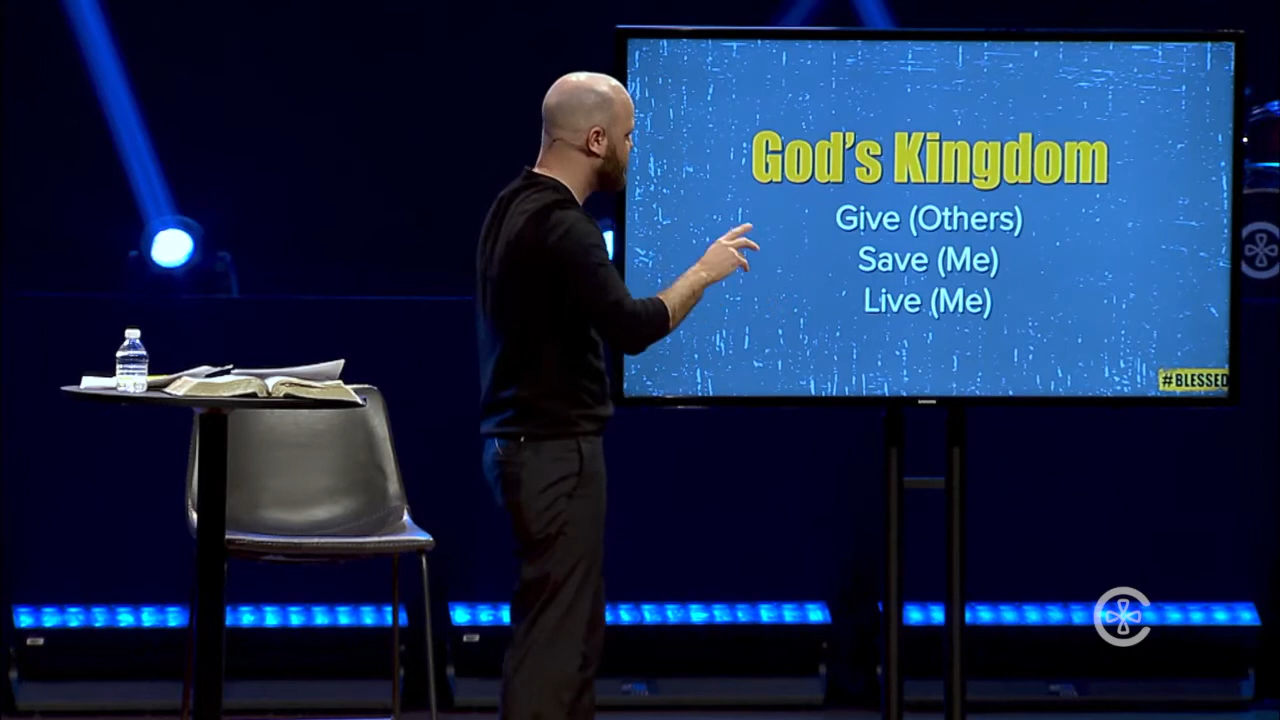 God's Kingdom
Give (Others)
Save (Me)
Live (Me)
#BLESSED